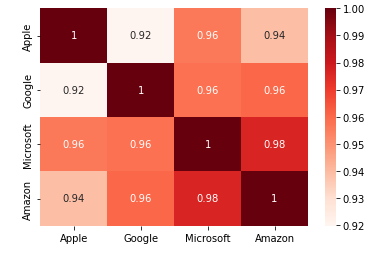 Apple 1 0.92 0.96 0.94
Google 0.92 1 0.96 0.96
Microsoft 0.96 0.96 1 0.98
Amazon 0.94 0.96 0.98 1
Apple Google Microsoft Amazon
1.00
0.99
0.98
0.97
0.96
0.95
0.94
0.93
0.92